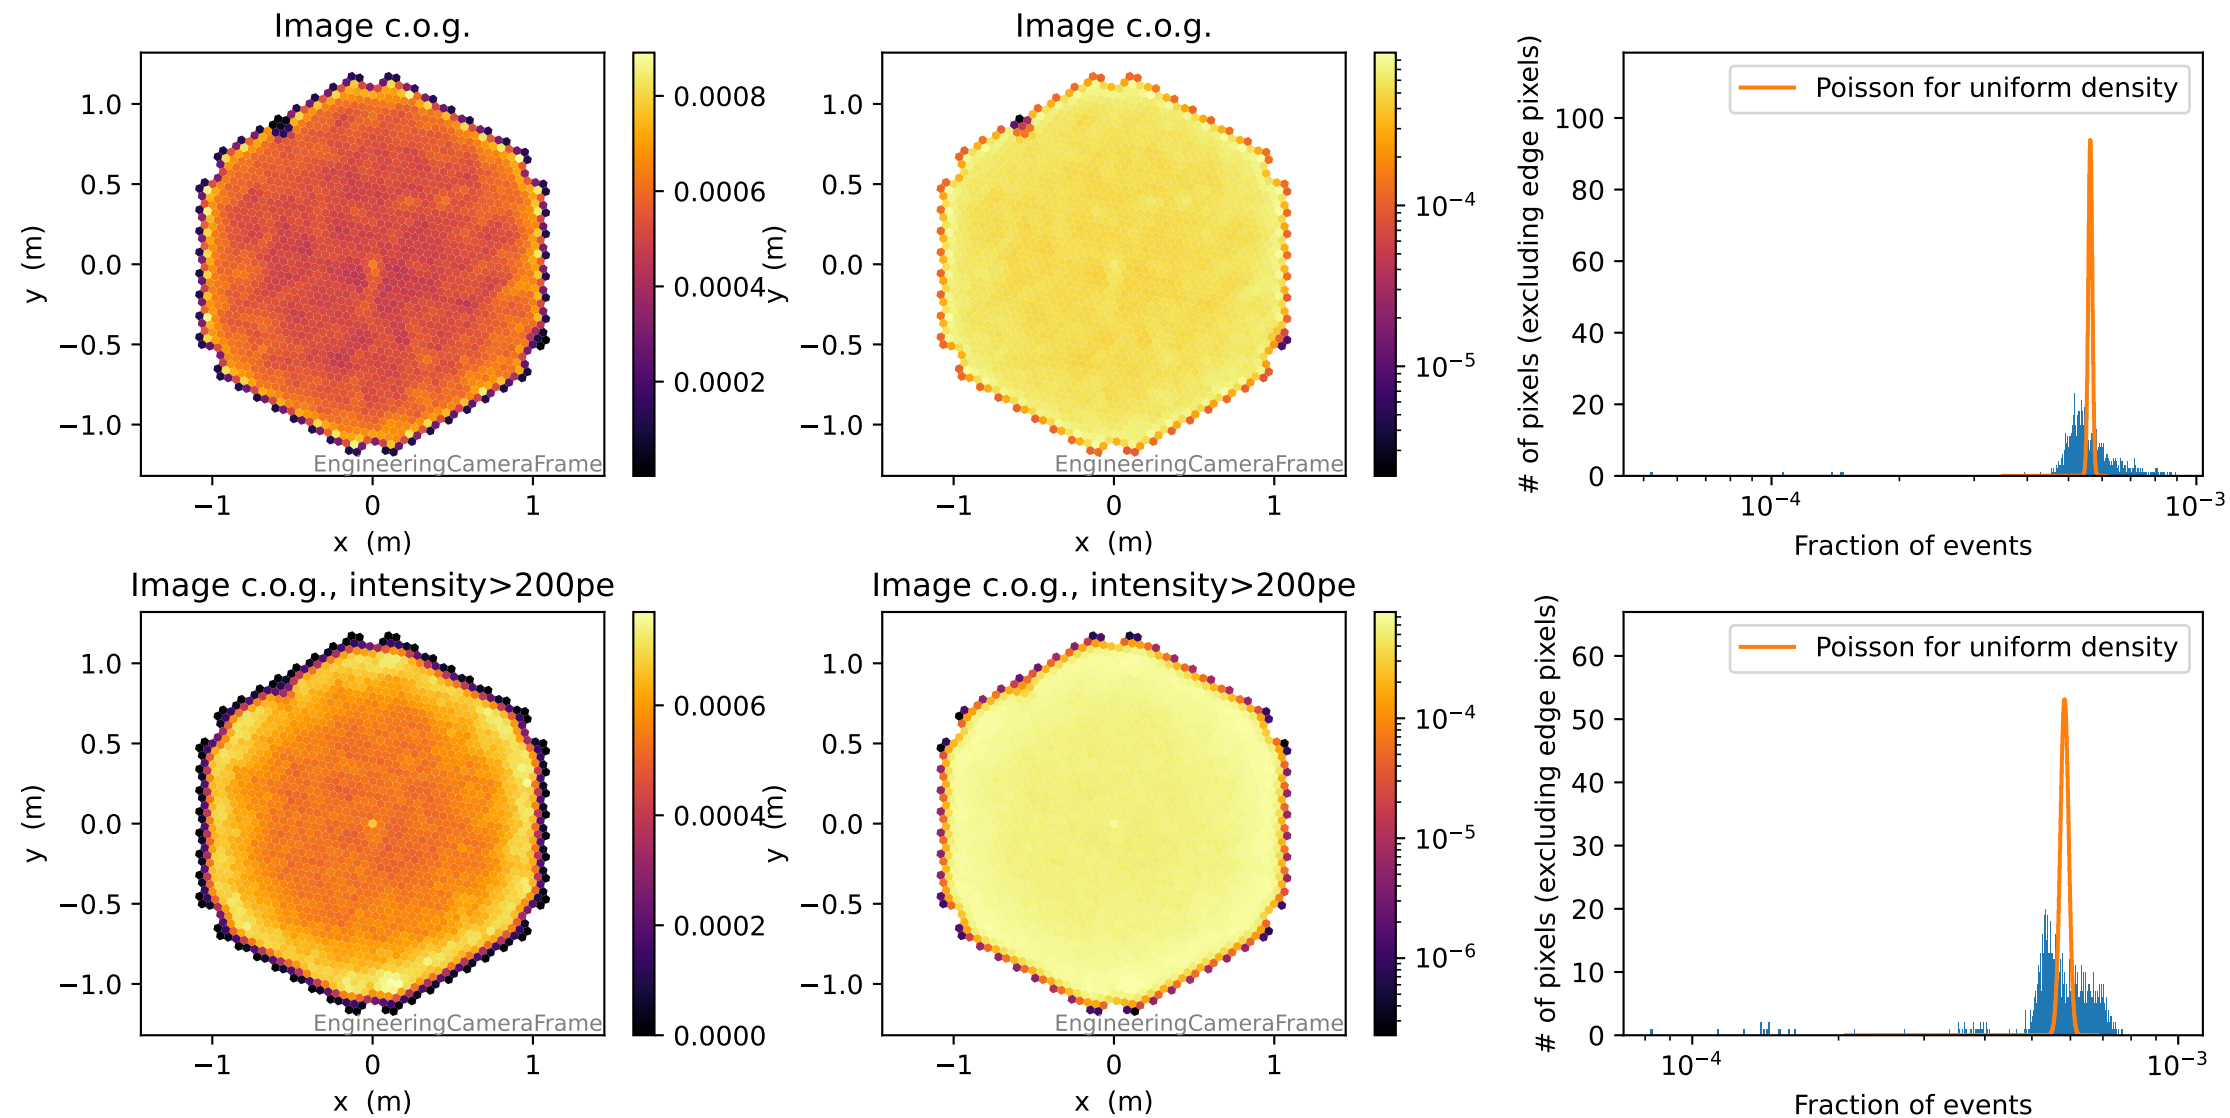 Image c.o.g.
1.0
0.5
0.0
−0.5
−1.0
y (m)
−1
0
1
x (m)
EngineeringCameraFrame
0.0008
0.0006
0.0004
0.0002
Image c.o.g.
1.0
0.5
0.0
−0.5
−1.0
y (m)
−1
0
1
x (m)
EngineeringCameraFrame
10⁻⁴
10⁻⁵
# of pixels (excluding edge pixels)
100
80
60
40
20
0
Poisson for uniform density
10⁻⁴
10⁻³
Fraction of events
Image c.o.g., intensity>200pe
1.0
0.5
0.0
−0.5
−1.0
y (m)
−1
0
1
x (m)
EngineeringCameraFrame
0.0006
0.0004
0.0002
0.0000
Image c.o.g., intensity>200pe
1.0
0.5
0.0
−0.5
−1.0
y (m)
−1
0
1
x (m)
EngineeringCameraFrame
10⁻⁴
10⁻⁵
10⁻⁶
# of pixels (excluding edge pixels)
60
50
40
30
20
10
0
Poisson for uniform density
10⁻⁴
10⁻³
Fraction of events